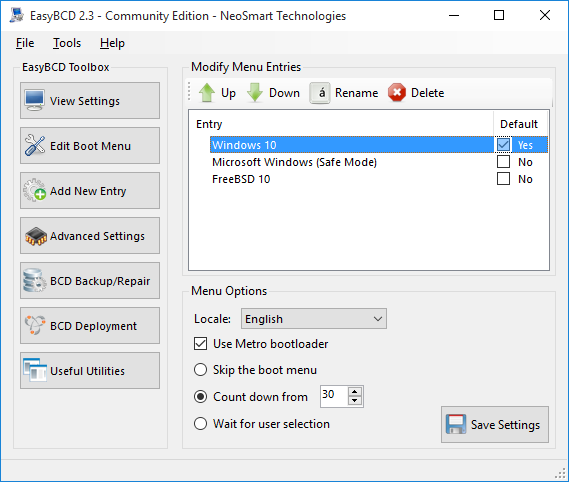 EasyBCD 2.3 - Community Edition - NeoSmart Technologies
File Tools Help
EasyBCD Toolbox
View Settings
Edit Boot Menu
Add New Entry
Advanced Settings
BCD Backup/Repair
BCD Deployment
Useful Utilities
Modify Menu Entries
Up Down á Rename Delete
Entry Default
Windows 10 Yes
Microsoft Windows (Safe Mode) No
FreeBSD 10 No
Menu Options
Locale: English
Use Metro bootloader
Skip the boot menu
Count down from 30
Wait for user selection
Save Settings